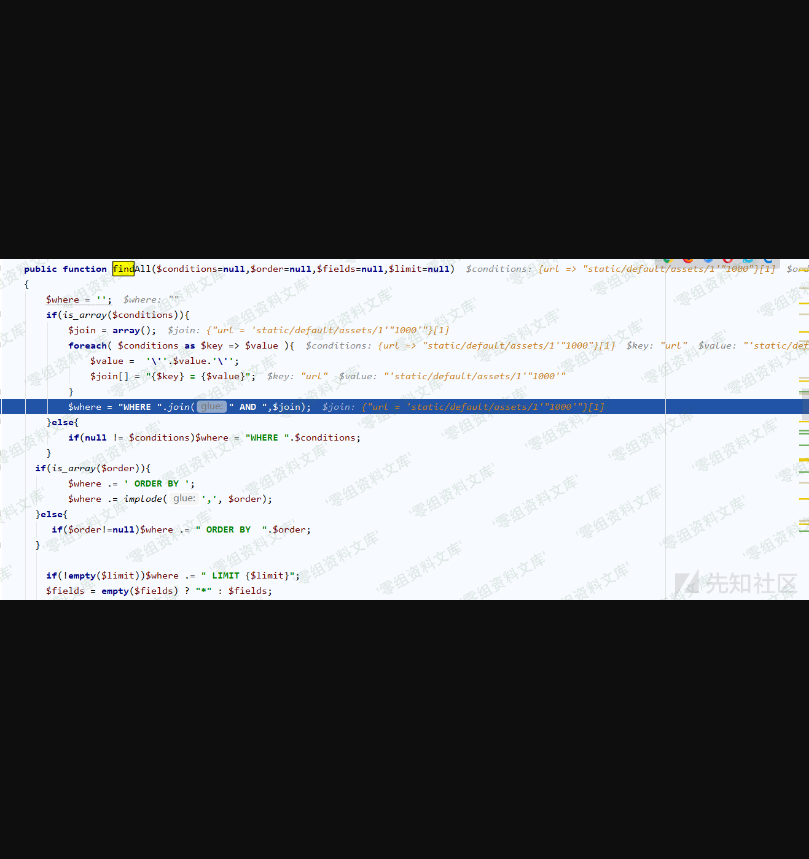 public function findAll($conditions=null,$order=null,$fields=null,$limit=null)  $conditions: {url => "static/default/assets/1'"1000"}[1]  $ord
{
$where = '';  $where: ""
if(is_array($conditions)){
$join = array();  $join: {"url = 'static/default/assets/1'"1000'"}[1]
foreach( $conditions as $key => $value ){  $conditions: {url => "static/default/assets/1'"1000"}[1]  $key: "url"  $value: "'static/def
$value =  '\''.$value.'\'';
$join[] = "{$key} = {$value}";  $key: "url"  $value: "'static/default/assets/1'"1000'"
}
$where = "WHERE ".join( glue: " AND ",$join);  $join: {"url = 'static/default/assets/1'"1000'"}[1]
}else{
if(null != $conditions)$where = "WHERE ".$conditions;
}
if(is_array($order)){
$where .= ' ORDER BY ';
$where .= implode( glue: ',', $order);
}else{
if($order!=null)$where .= " ORDER BY  ".$order;
}
if(!empty($limit))$where .= " LIMIT {$limit}";
$fields = empty($fields) ? "*" : $fields;
'零组资料文库'
先知社区